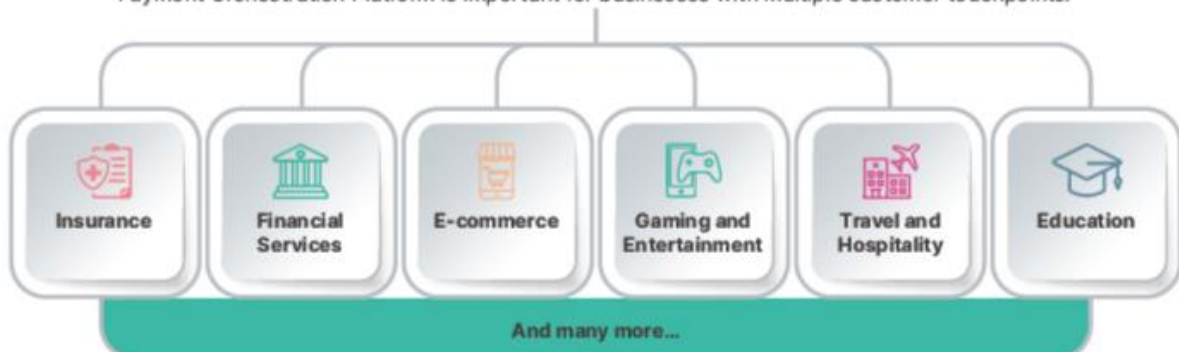 Payment Orchestration Platform is important for businesses with multiple customer touchpoints.
Insurance
Financial
Services
E-commerce
Gaming and
Entertainment
Travel and
Hospitality
Education
And many more...